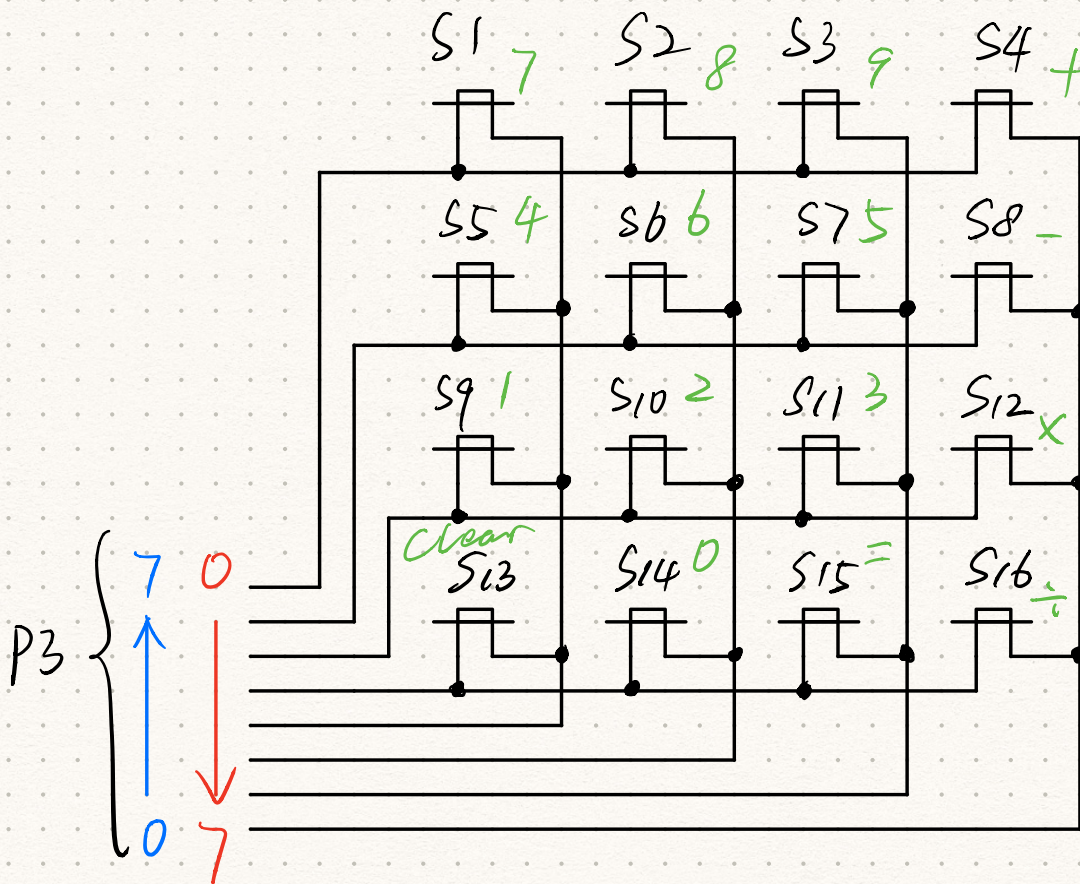 S1 7 S2 8 S3 9 S4 +
S5 4 S6 6 S7 5 S8 -
S9 1 S10 2 S11 3 S12 ×
clear
S13 S14 0 S15 = S16 ÷
7 0
P3
0 7